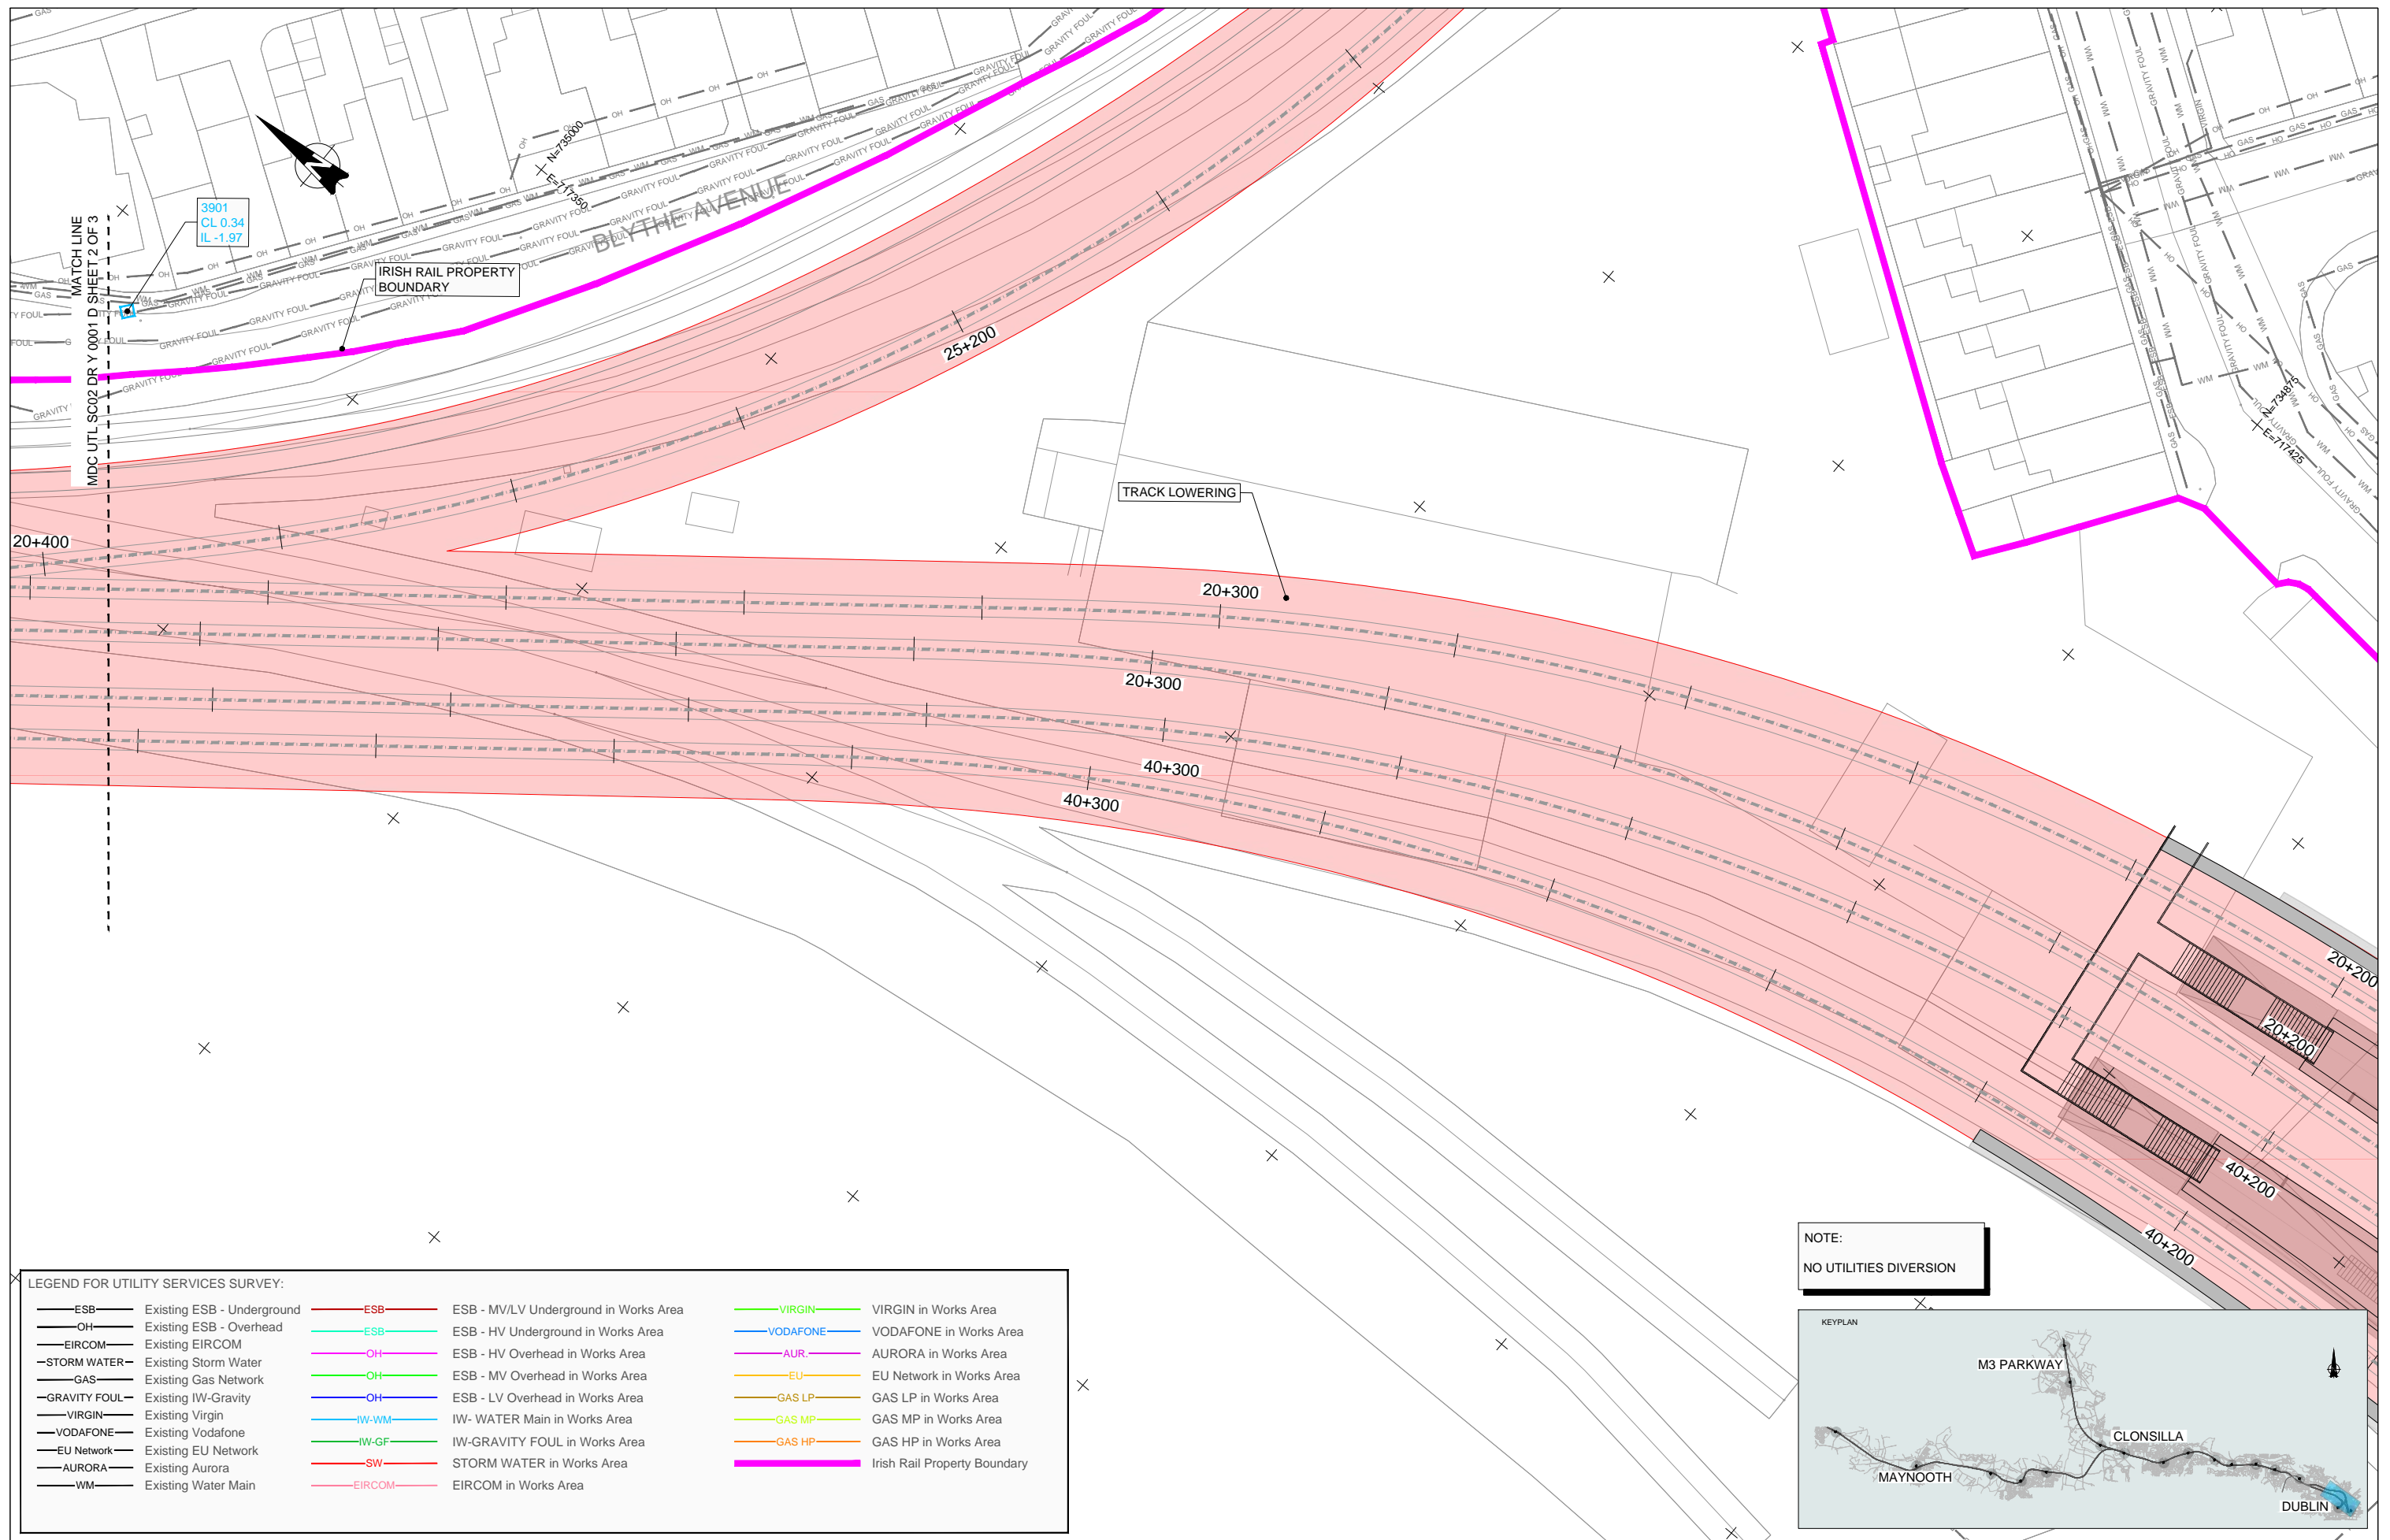 MATCH LINE
MDC UTL SC02 DR Y 0001 D SHEET 2 OF 3
3901
CL 0.34
IL -1.97
IRISH RAIL PROPERTY
BOUNDARY
BLYTHE AVENUE
N=735000
E=717350
N
25+200
20+400
TRACK LOWERING
20+300
20+300
40+300
40+300
20+200
20+200
40+200
40+200
N=734875
E=717425
OH
GAS
WM
GRAVITY FOUL
VIRGIN
ESB
LEGEND FOR UTILITY SERVICES SURVEY:
ESB Existing ESB - Underground
OH Existing ESB - Overhead
EIRCOM Existing EIRCOM
STORM WATER Existing Storm Water
GAS Existing Gas Network
GRAVITY FOUL Existing IW-Gravity
VIRGIN Existing Virgin
VODAFONE Existing Vodafone
EU Network Existing EU Network
AURORA Existing Aurora
WM Existing Water Main
ESB ESB - MV/LV Underground in Works Area
ESB ESB - HV Underground in Works Area
OH ESB - HV Overhead in Works Area
OH ESB - MV Overhead in Works Area
OH ESB - LV Overhead in Works Area
IW-WM IW- WATER Main in Works Area
IW-GF IW-GRAVITY FOUL in Works Area
SW STORM WATER in Works Area
EIRCOM EIRCOM in Works Area
VIRGIN VIRGIN in Works Area
VODAFONE VODAFONE in Works Area
AUR. AURORA in Works Area
EU EU Network in Works Area
GAS LP GAS LP in Works Area
GAS MP GAS MP in Works Area
GAS HP GAS HP in Works Area
Irish Rail Property Boundary
NOTE:
NO UTILITIES DIVERSION
KEYPLAN
M3 PARKWAY
CLONSILLA
MAYNOOTH
DUBLIN